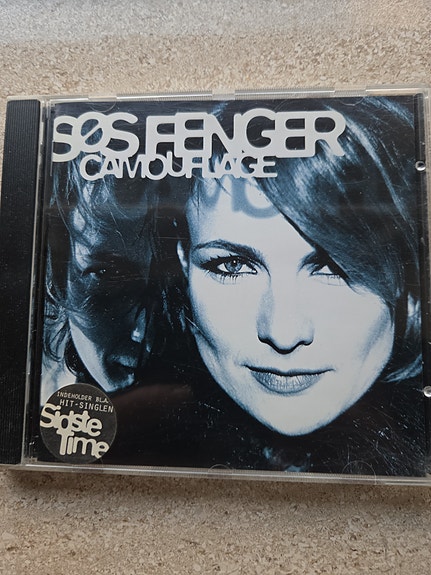 SØS FENGER
CAMOUFLAGE
INDEHOLDER BL.A.
HIT-SINGLEN
Sidste
Time